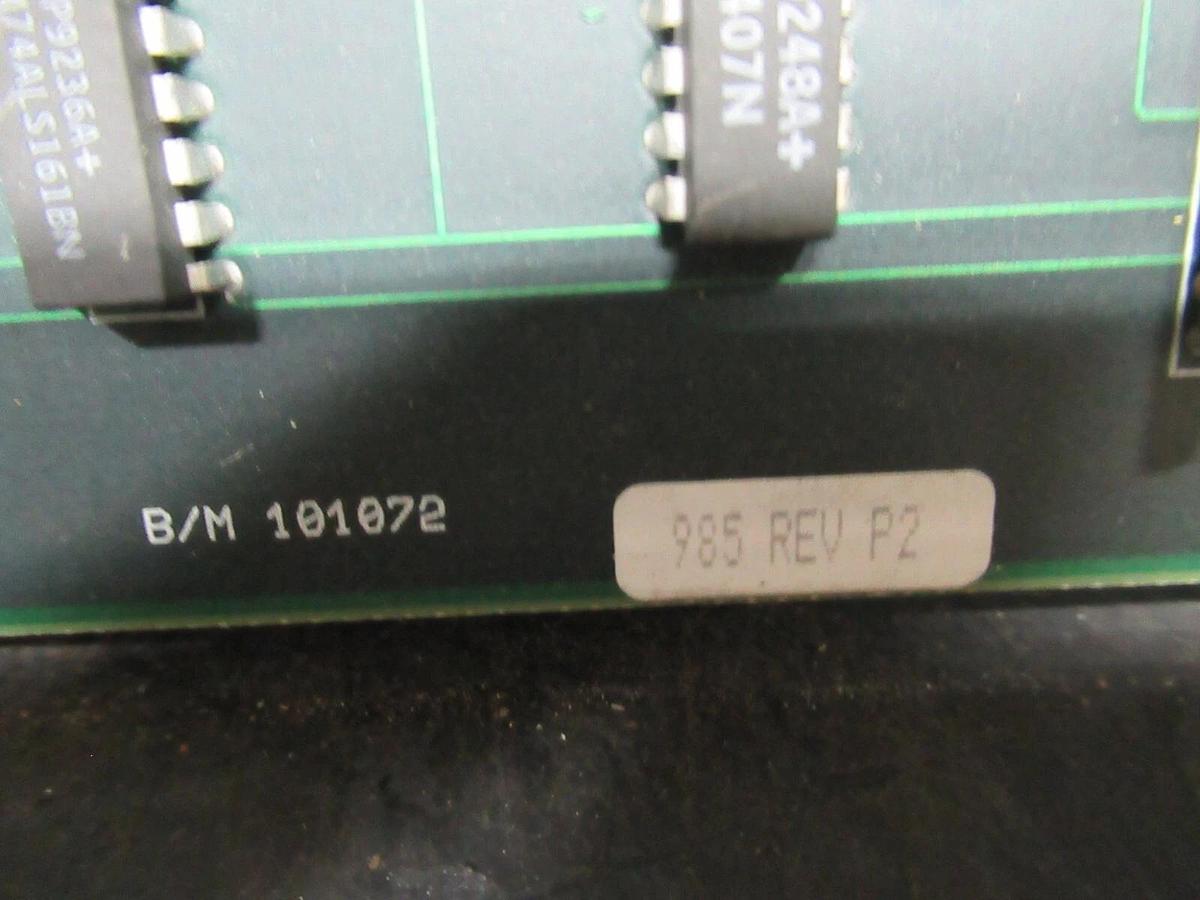 P9236A+
74ALS161BN
248A+
407N
B/M 101072
985 REV P2